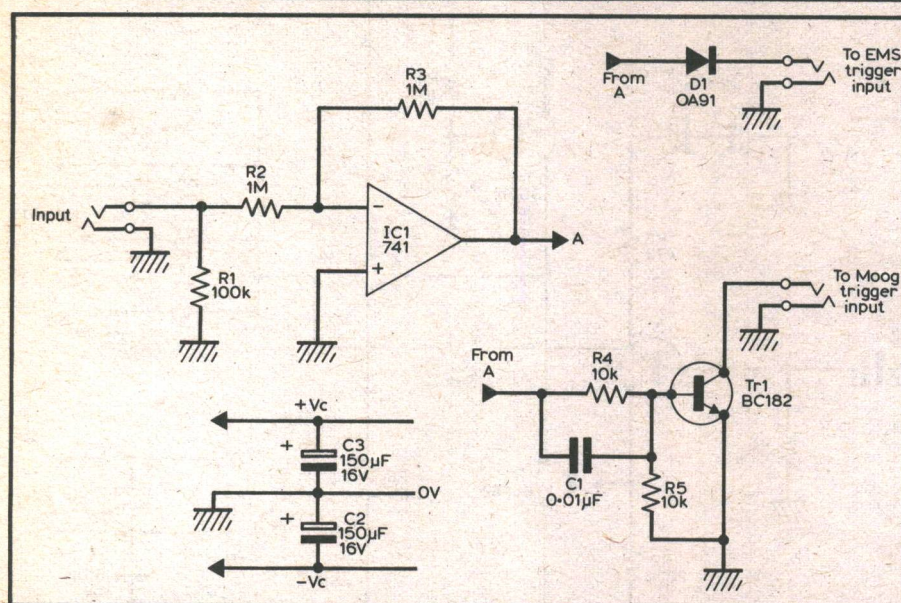 R3
1M
R2
1M
Input
R1
100k
−
IC1
741
+
A
From
A
D1
OA91
To EMS
trigger
input
To Moog
trigger
input
From
A
R4
10k
Tr1
BC182
C1
0·01µF
R5
10k
+Vc
+
C3
150µF
16V
0V
+
C2
150µF
16V
−Vc